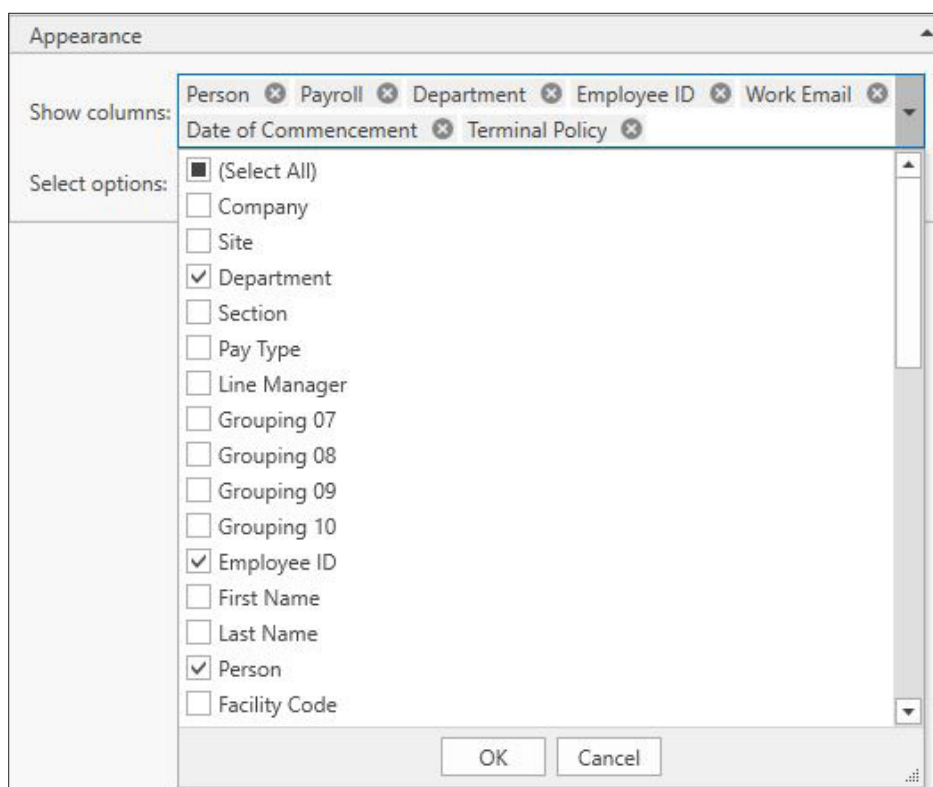 Appearance
Show columns: Person Payroll Department Employee ID Work Email
Date of Commencement Terminal Policy
Select options:
(Select All)
Company
Site
Department
Section
Pay Type
Line Manager
Grouping 07
Grouping 08
Grouping 09
Grouping 10
Employee ID
First Name
Last Name
Person
Facility Code
OK Cancel